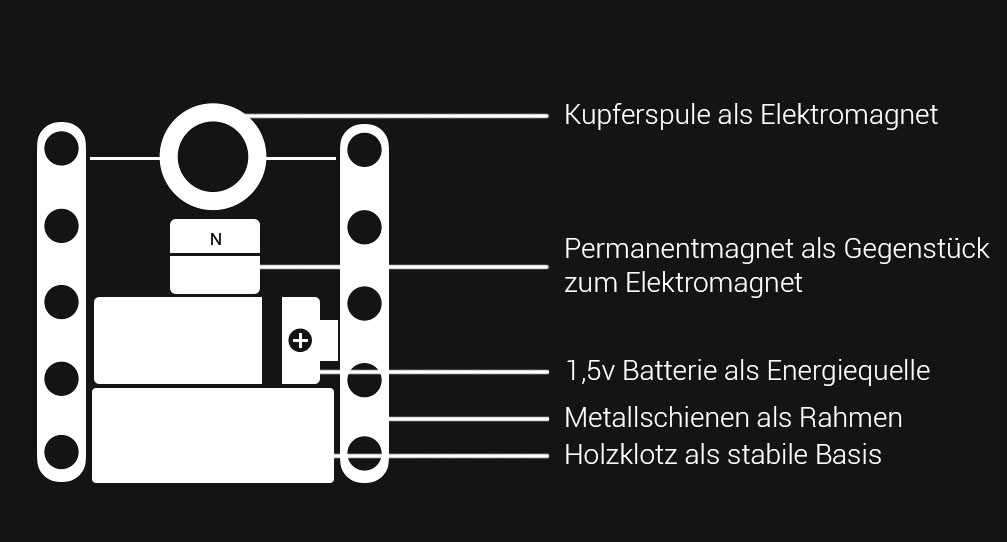 Kupferspule als Elektromagnet
N
Permanentmagnet als Gegenstück
zum Elektromagnet
+
1,5v Batterie als Energiequelle
Metallschienen als Rahmen
Holzklotz als stabile Basis